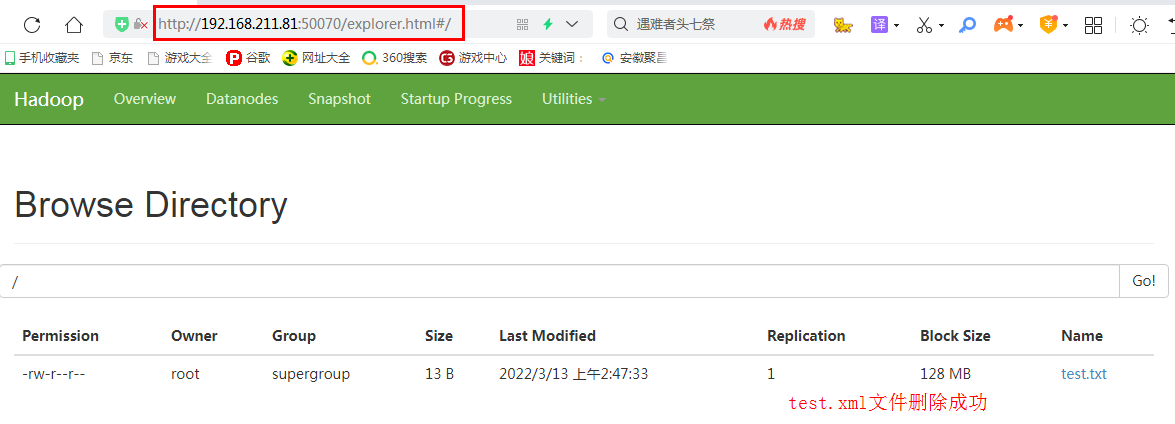 http://192.168.211.81:50070/explorer.html#/ 遇难者头七祭 热搜 译
手机收藏夹 京东 游戏大全 谷歌 网址大全 360搜索 游戏中心 娘 关键词： 安徽聚
Hadoop Overview Datanodes Snapshot Startup Progress Utilities
Browse Directory
/ Go!
Permission Owner Group Size Last Modified Replication Block Size Name
-rw-r--r-- root supergroup 13 B 2022/3/13 上午2:47:33 1 128 MB test.txt
test.xml文件删除成功